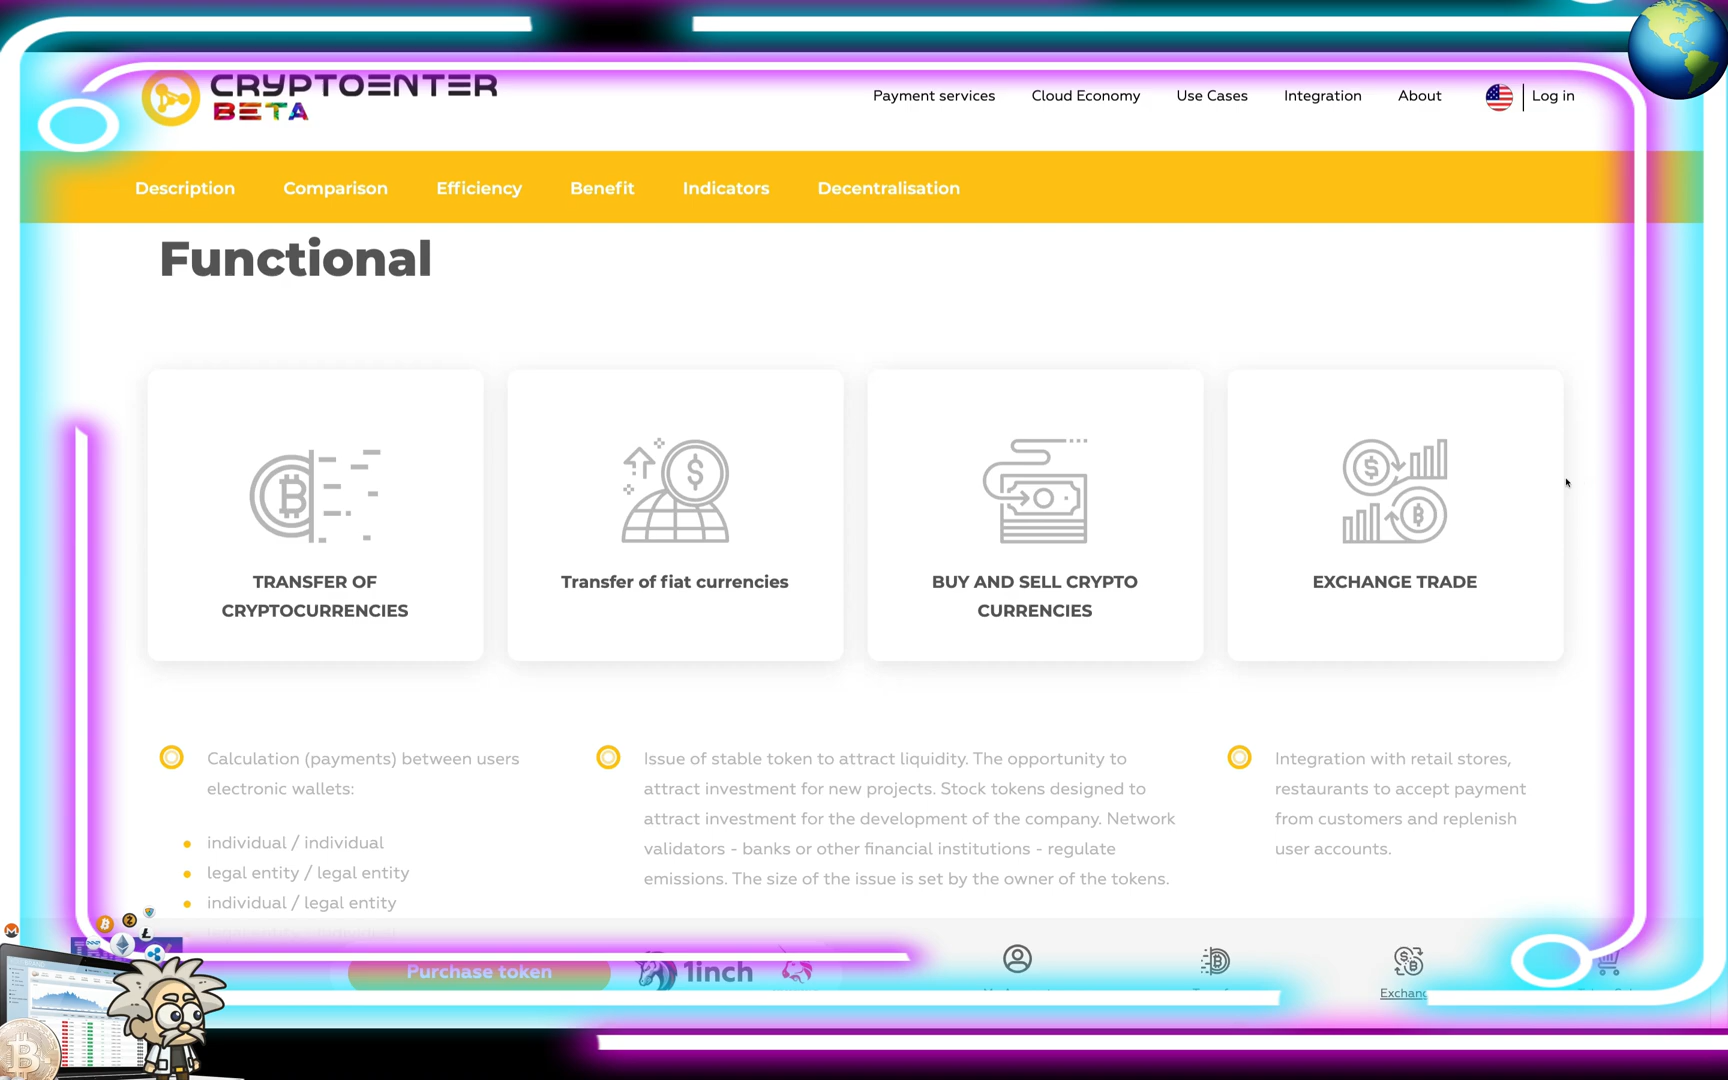 CRYPTOENTER
BETA
Payment services
Cloud Economy
Use Cases
Integration
About
Log in
Description
Comparison
Efficiency
Benefit
Indicators
Decentralisation
Functional
TRANSFER OF
CRYPTOCURRENCIES
Transfer of fiat currencies
BUY AND SELL CRYPTO
CURRENCIES
EXCHANGE TRADE
Calculation (payments) between users
electronic wallets:
individual / individual
legal entity / legal entity
individual / legal entity
Issue of stable token to attract liquidity. The opportunity to
attract investment for new projects. Stock tokens designed to
attract investment for the development of the company. Network
validators - banks or other financial institutions - regulate
emissions. The size of the issue is set by the owner of the tokens.
Integration with retail stores,
restaurants to accept payment
from customers and replenish
user accounts.
Purchase token
1inch